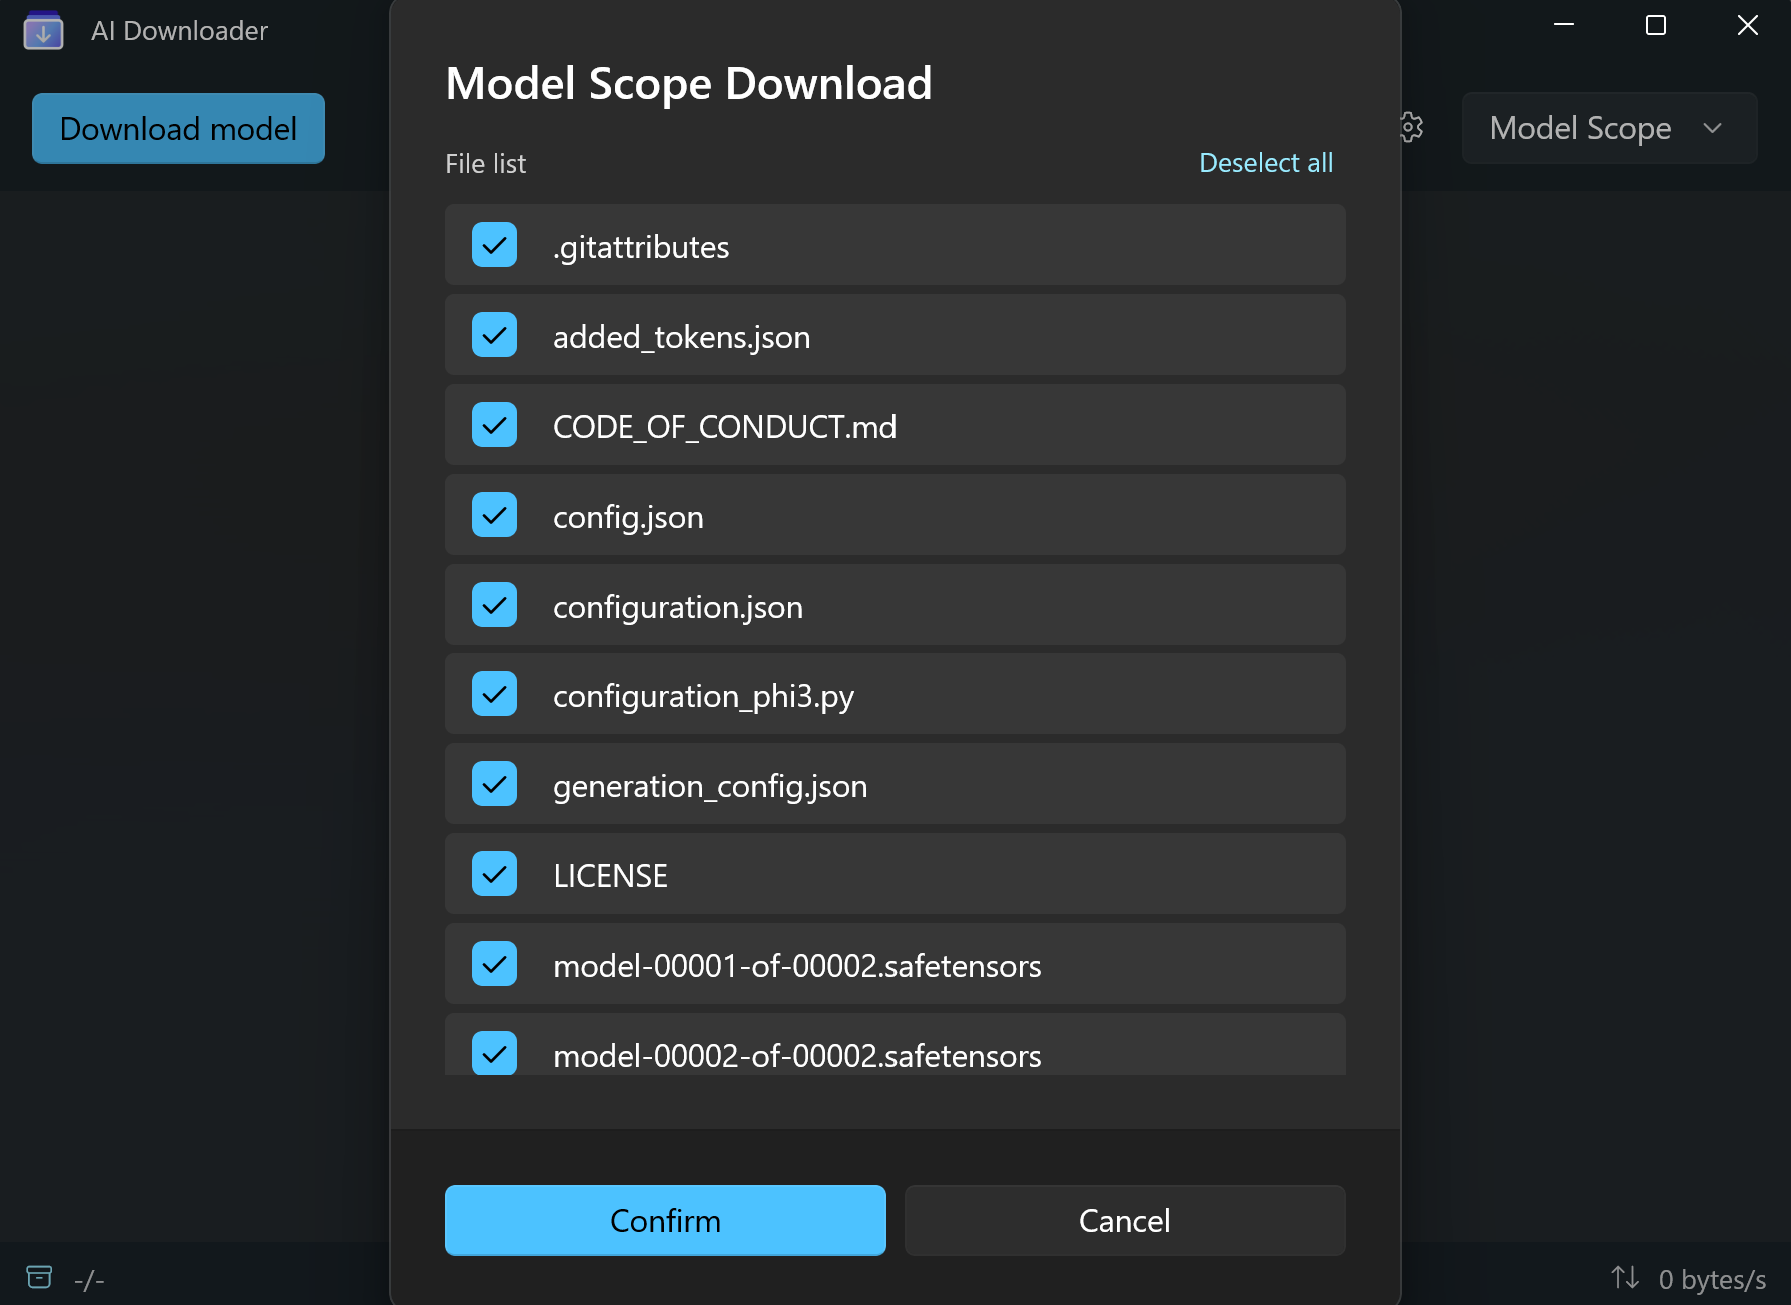 AI Downloader
Download model
Model Scope
Model Scope Download
File list
Deselect all
.gitattributes
added_tokens.json
CODE_OF_CONDUCT.md
config.json
configuration.json
configuration_phi3.py
generation_config.json
LICENSE
model-00001-of-00002.safetensors
model-00002-of-00002.safetensors
Confirm
Cancel
-/-
0 bytes/s